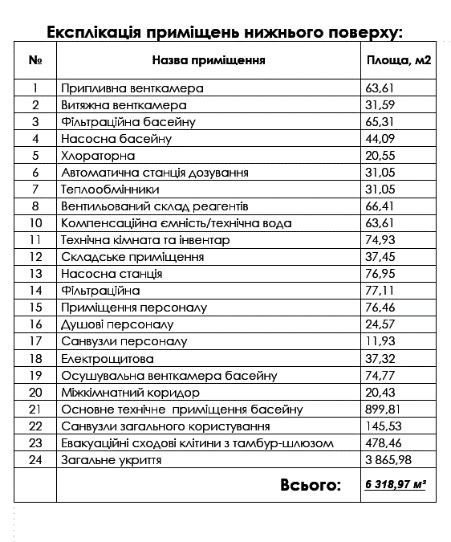 Експлікація приміщень нижнього поверху:
№ Назва приміщення Площа, м2
1 Припливна венткамера 63,61
2 Витяжна венткамера 31,59
3 Фільтраційна басейну 65,31
4 Насосна басейну 44,09
5 Хлораторна 20,55
6 Автоматична станція дозування 31,05
7 Теплообмінники 31,05
8 Вентильований склад реагентів 66,41
10 Компенсаційна ємність/технічна вода 63,61
11 Технічна кімната та інвентар 74,93
12 Складське приміщення 37,45
13 Насосна станція 76,95
14 Фільтраційна 77,11
15 Приміщення персоналу 76,46
16 Душові персоналу 24,57
17 Санвузли персоналу 11,93
18 Електрощитова 37,32
19 Осушувальна венткамера басейну 74,77
20 Міжкімнатний коридор 20,43
21 Основне технічне приміщення басейну 899,81
22 Санвузли загального користування 145,53
23 Евакуаційні сходові клітини з тамбур-шлюзом 478,46
24 Загальне укриття 3 865,98
Всього: 6 318,97 м²